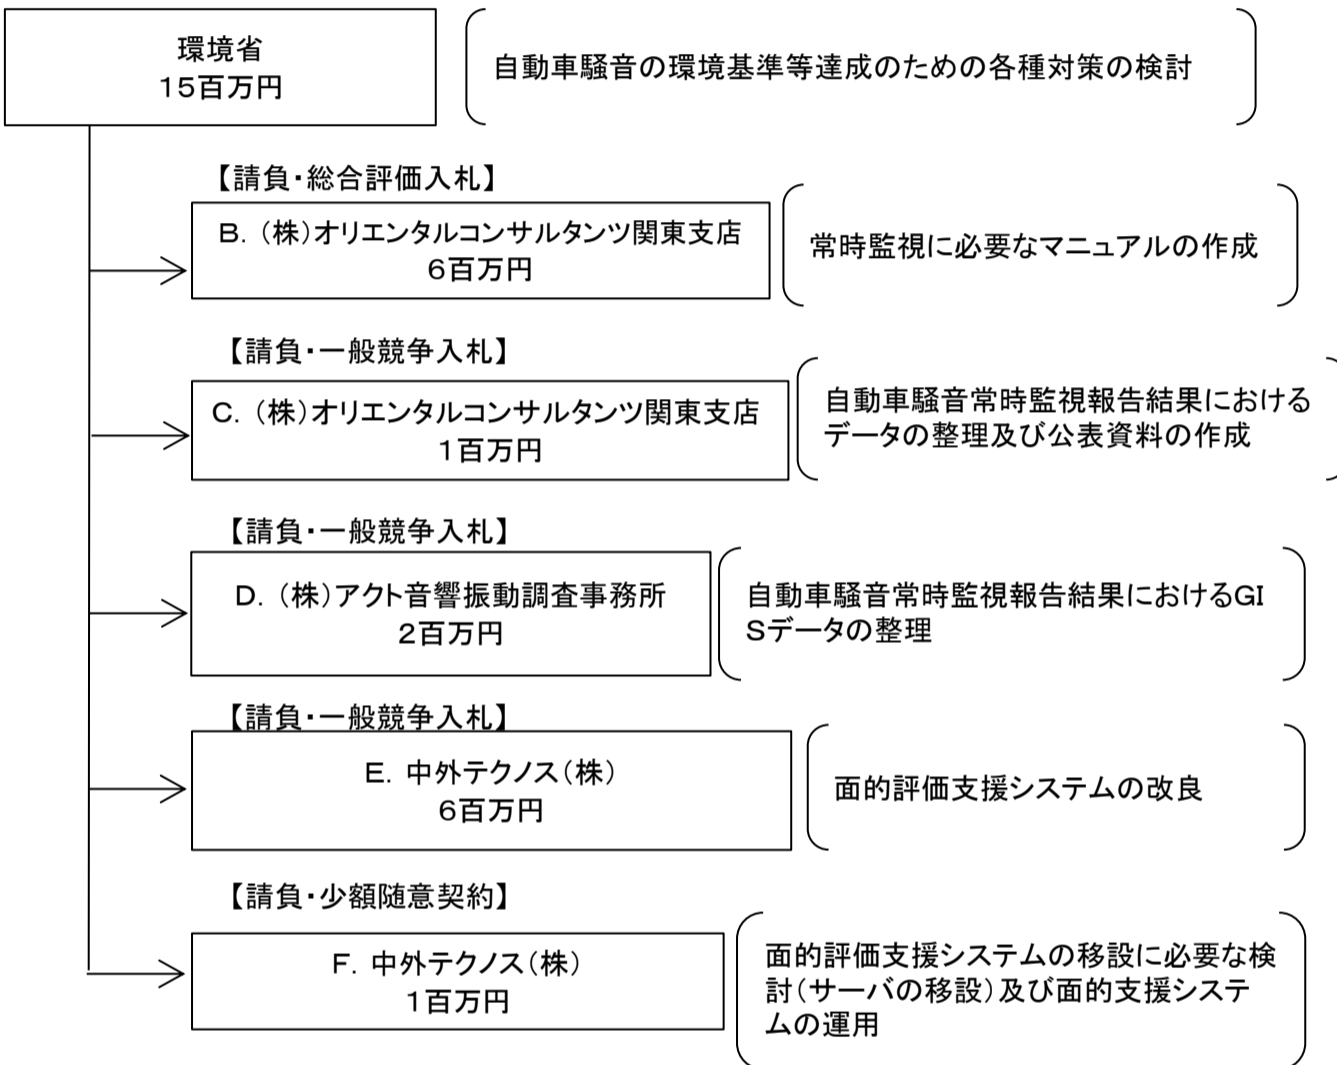 環境省
15百万円
自動車騒音の環境基準等達成のための各種対策の検討
【請負・総合評価入札】
B．（株）オリエンタルコンサルタンツ関東支店
6百万円
常時監視に必要なマニュアルの作成
【請負・一般競争入札】
C．（株）オリエンタルコンサルタンツ関東支店
1百万円
自動車騒音常時監視報告結果における
データの整理及び公表資料の作成
【請負・一般競争入札】
D．（株）アクト音響振動調査事務所
2百万円
自動車騒音常時監視報告結果におけるGI
Sデータの整理
【請負・一般競争入札】
E．中外テクノス（株）
6百万円
面的評価支援システムの改良
【請負・少額随意契約】
F．中外テクノス（株）
1百万円
面的評価支援システムの移設に必要な検
討（サーバの移設）及び面的支援システ
ムの運用